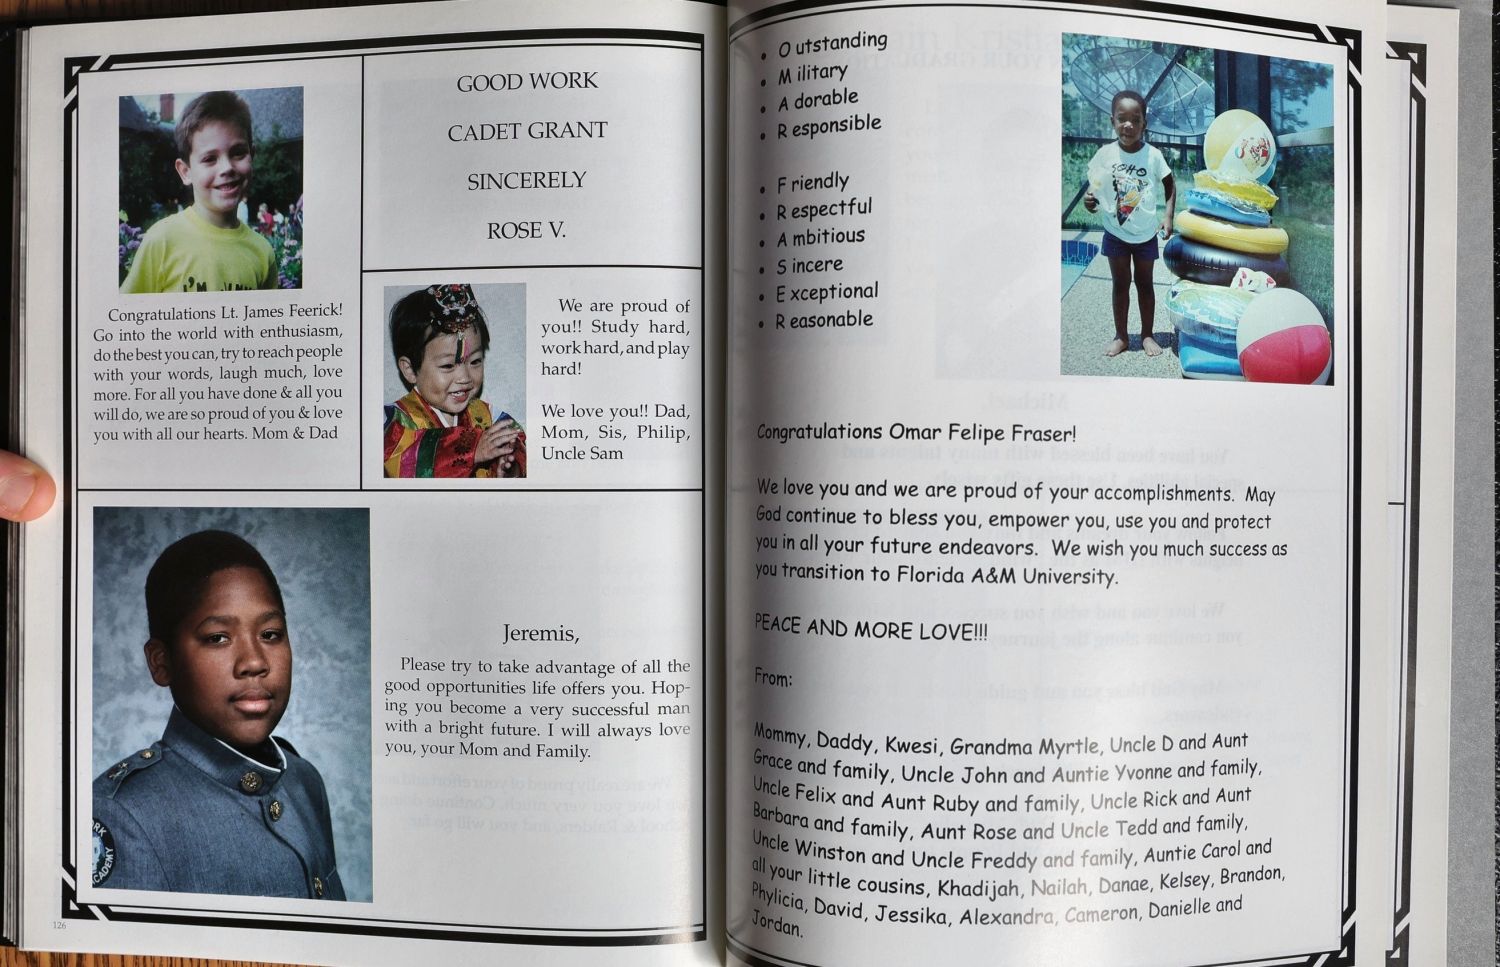 Congratulations Lt. James Feerick!
Go into the world with enthusiasm,
do the best you can, try to reach people
with your words, laugh much, love
more. For all you have done & all you
will do, we are so proud of you & love
you with all our hearts. Mom & Dad
GOOD WORK
CADET GRANT
SINCERELY
ROSE V.
We are proud of
you!! Study hard,
work hard, and play
hard!
We love you!! Dad,
Mom, Sis, Philip,
Uncle Sam
Jeremis,
Please try to take advantage of all the
good opportunities life offers you. Hop-
ing you become a very successful man
with a bright future. I will always love
you, your Mom and Family.
ACADEMY
126
• O utstanding
• M ilitary
• A dorable
• R esponsible
• F riendly
• R espectful
• A mbitious
• S incere
• E xceptional
• R easonable
Congratulations Omar Felipe Fraser!
We love you and we are proud of your accomplishments. May
God continue to bless you, empower you, use you and protect
you in all your future endeavors. We wish you much success as
you transition to Florida A&M University.
PEACE AND MORE LOVE!!!
From:
Mommy, Daddy, Kwesi, Grandma Myrtle, Uncle D and Aunt
Grace and family, Uncle John and Auntie Yvonne and family,
Uncle Felix and Aunt Ruby and family, Uncle Rick and Aunt
Barbara and family, Aunt Rose and Uncle Tedd and family,
Uncle Winston and Uncle Freddy and family, Auntie Carol and
all your little cousins, Khadijah, Nailah, Danae, Kelsey, Brandon,
Phylicia, David, Jessika, Alexandra, Cameron, Danielle and
Jordan.